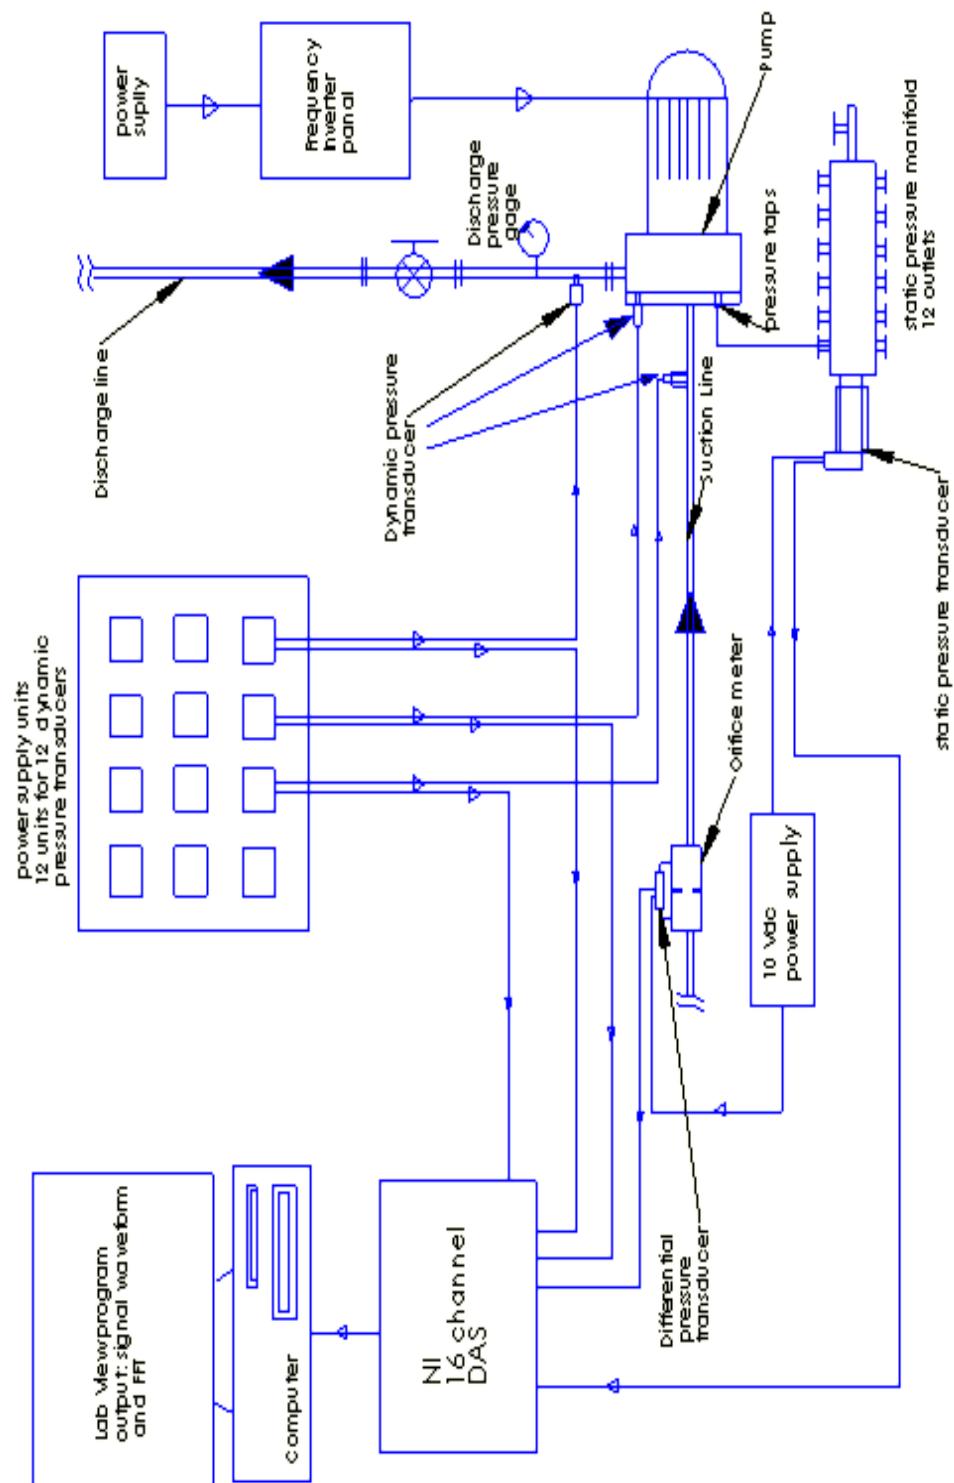 power
suplly
Frequency
Inverter
panal
Discharge
pressure
gage
Pump
Discharge line
Dynamic pressure
transducer
pressure taps
static pressure manifold
12 outlets
Suction Line
static pressure transducer
power supply units
12 units for 12 dynamic
pressure transducers
orifice meter
10 Vdc
power supply
Differential
pressure
transducer
Lab Viewprogram
output: signal waveform
and FFT
computer
NI
16 channel
DAS